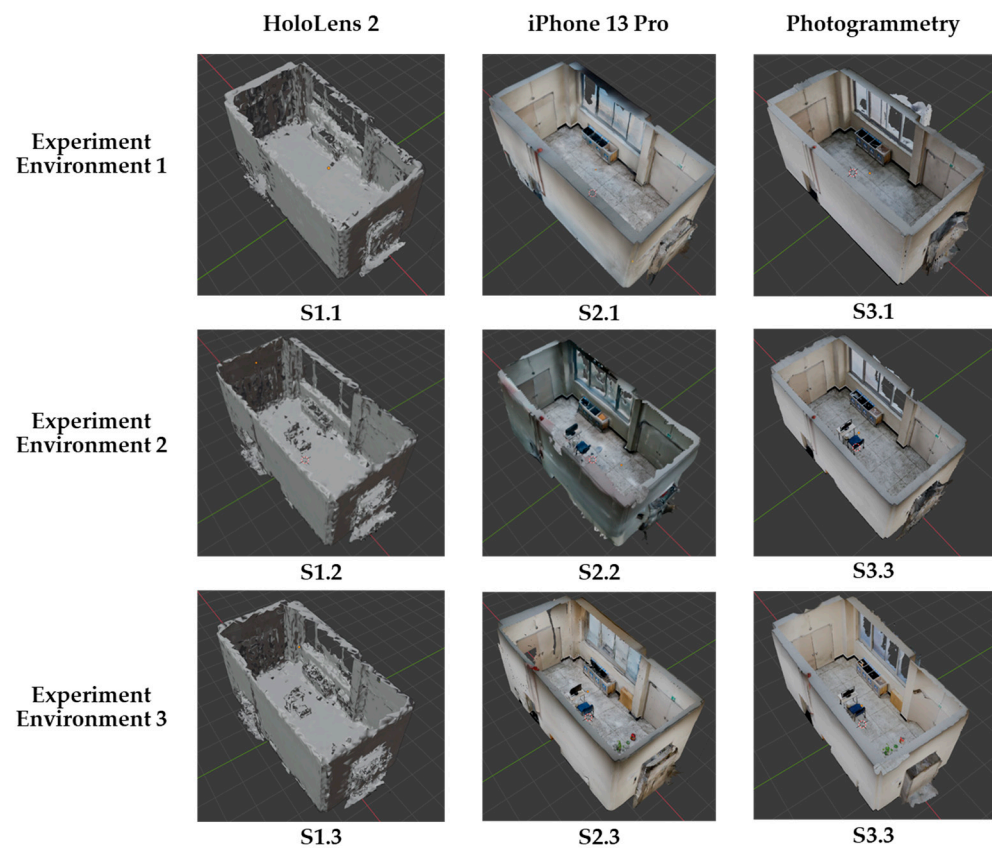 HoloLens 2
iPhone 13 Pro
Photogrammetry
Experiment
Environment 1
S1.1
S2.1
S3.1
Experiment
Environment 2
S1.2
S2.2
S3.3
Experiment
Environment 3
S1.3
S2.3
S3.3